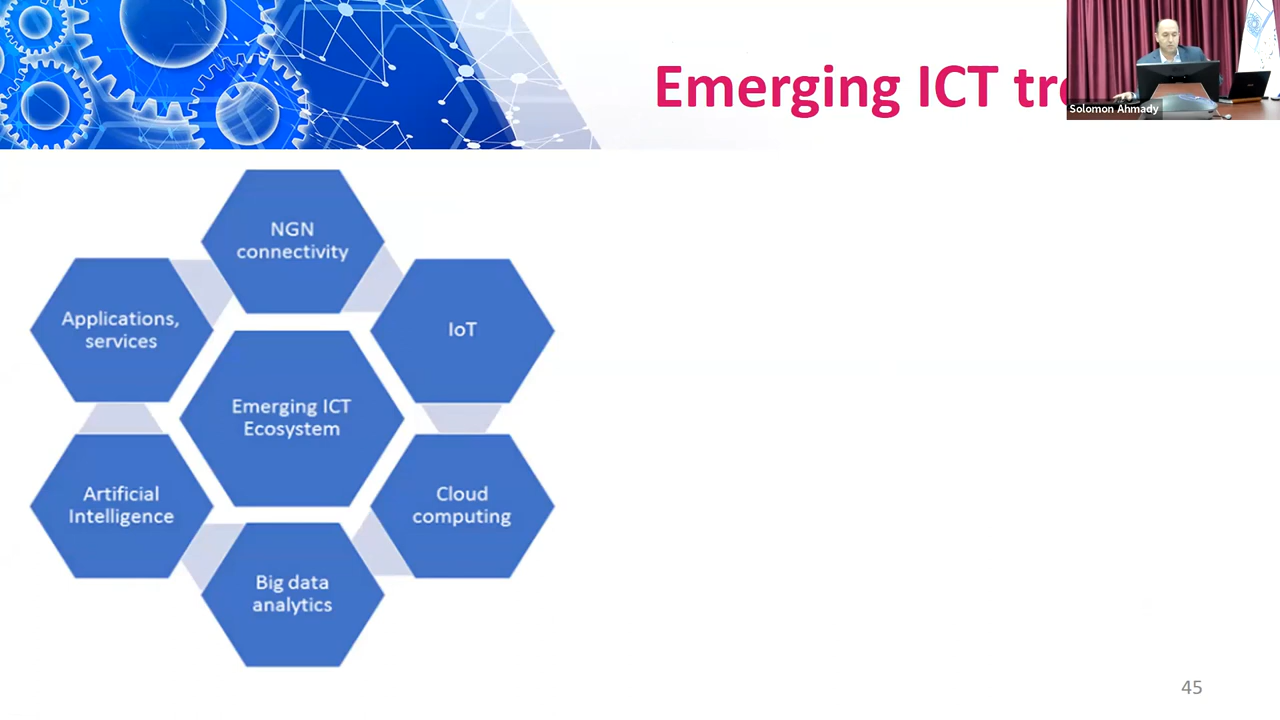 Emerging ICT
Solomon Ahmady
NGN
connectivity
Applications,
services
IoT
Emerging ICT
Ecosystem
Artificial
Intelligence
Cloud
computing
Big data
analytics
45